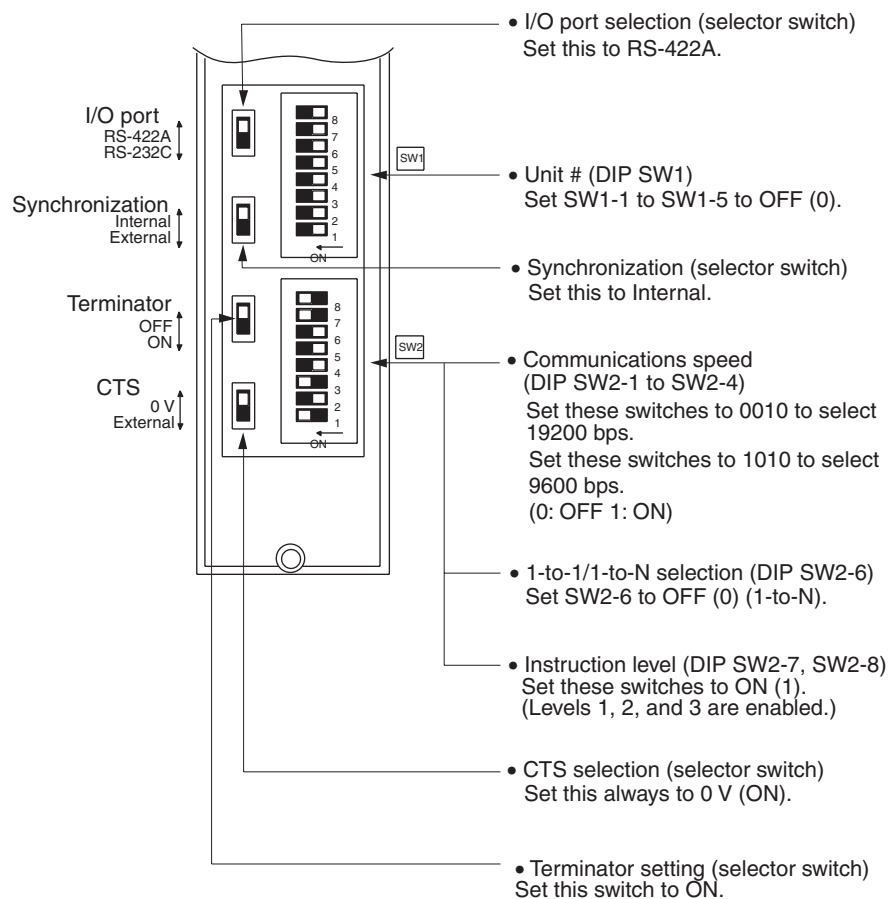 • I/O port selection (selector switch)
Set this to RS-422A.
I/O port
RS-422A
RS-232C
8
7
6
5
4
3
2
1
ON
SW1
• Unit # (DIP SW1)
Set SW1-1 to SW1-5 to OFF (0).
Synchronization
Internal
External
• Synchronization (selector switch)
Set this to Internal.
Terminator
OFF
ON
8
7
6
5
4
3
2
1
ON
SW2
• Communications speed
(DIP SW2-1 to SW2-4)
Set these switches to 0010 to select
19200 bps.
Set these switches to 1010 to select
9600 bps.
(0: OFF 1: ON)
CTS
0 V
External
• 1-to-1/1-to-N selection (DIP SW2-6)
Set SW2-6 to OFF (0) (1-to-N).
• Instruction level (DIP SW2-7, SW2-8)
Set these switches to ON (1).
(Levels 1, 2, and 3 are enabled.)
• CTS selection (selector switch)
Set this always to 0 V (ON).
• Terminator setting (selector switch)
Set this switch to ON.